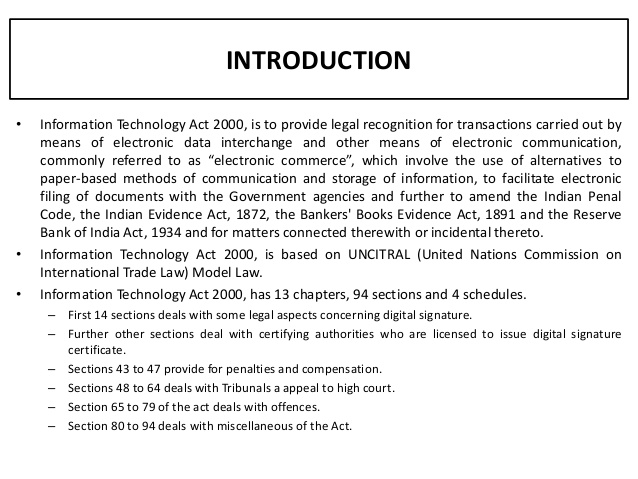 INTRODUCTION
• Information Technology Act 2000, is to provide legal recognition for transactions carried out by
means of electronic data interchange and other means of electronic communication,
commonly referred to as “electronic commerce”, which involve the use of alternatives to
paper-based methods of communication and storage of information, to facilitate electronic
filing of documents with the Government agencies and further to amend the Indian Penal
Code, the Indian Evidence Act, 1872, the Bankers' Books Evidence Act, 1891 and the Reserve
Bank of India Act, 1934 and for matters connected therewith or incidental thereto.
• Information Technology Act 2000, is based on UNCITRAL (United Nations Commission on
International Trade Law) Model Law.
• Information Technology Act 2000, has 13 chapters, 94 sections and 4 schedules.
– First 14 sections deals with some legal aspects concerning digital signature.
– Further other sections deal with certifying authorities who are licensed to issue digital signature
certificate.
– Sections 43 to 47 provide for penalties and compensation.
– Sections 48 to 64 deals with Tribunals a appeal to high court.
– Section 65 to 79 of the act deals with offences.
– Section 80 to 94 deals with miscellaneous of the Act.